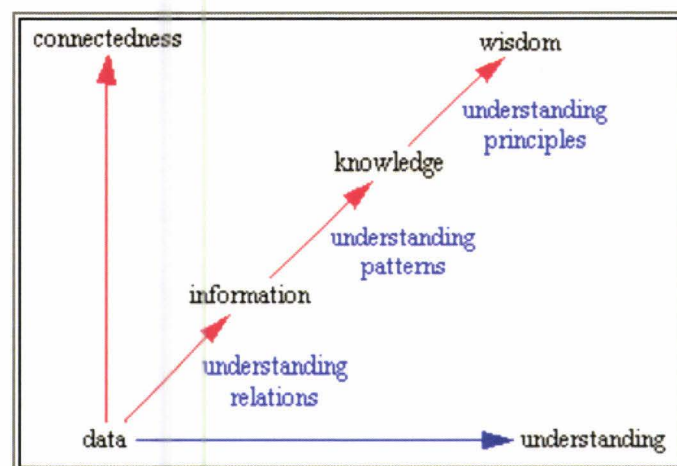 connectedness
wisdom
understanding
principles
knowledge
understanding
patterns
information
understanding
relations
data
understanding